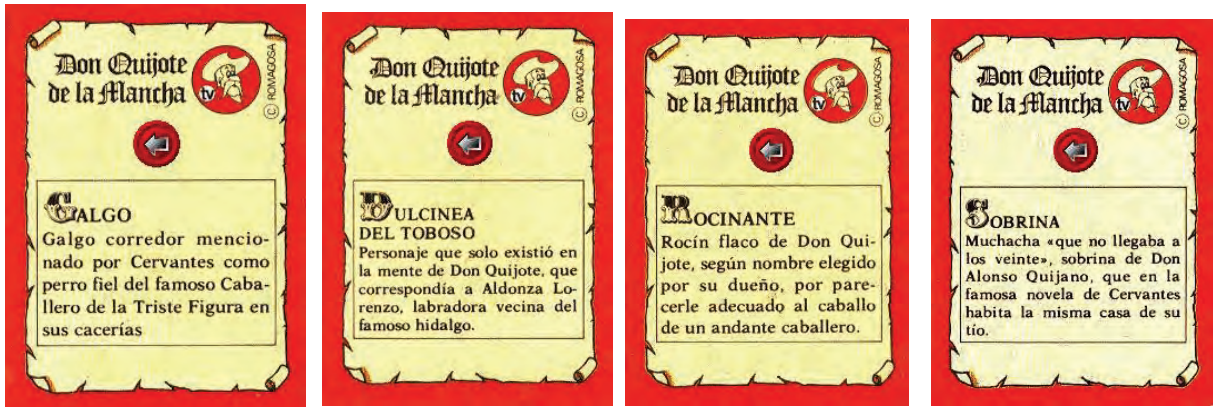 Don Quijote
de la Mancha
tv
© ROMAGOSA
GALGO
Galgo corredor mencio-
nado por Cervantes como
perro fiel del famoso Caba-
llero de la Triste Figura en
sus cacerías
Don Quijote
de la Mancha
tv
© ROMAGOSA
DULCINEA
DEL TOBOSO
Personaje que solo existió en
la mente de Don Quijote, que
correspondía a Aldonza Lo-
renzo, labradora vecina del
famoso hidalgo.
Don Quijote
de la Mancha
tv
© ROMAGOSA
ROCINANTE
Rocín flaco de Don Qui-
jote, según nombre elegido
por su dueño, por pare-
cerle adecuado al caballo
de un andante caballero.
Don Quijote
de la Mancha
tv
© ROMAGOSA
SOBRINA
Muchacha «que no llegaba a
los veinte», sobrina de Don
Alonso Quijano, que en la
famosa novela de Cervantes
habita la misma casa de su
tío.